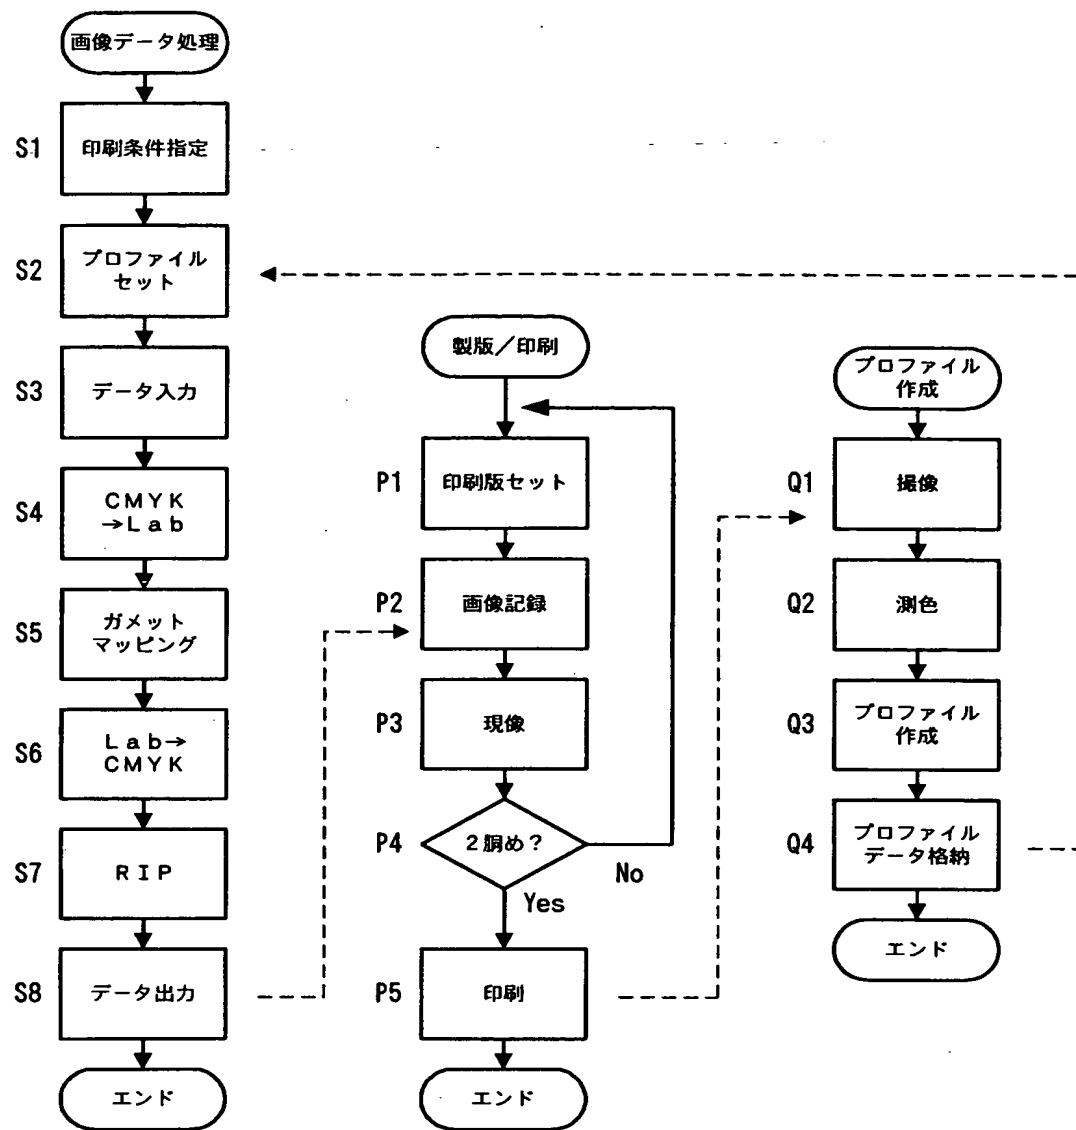 画像データ処理
S1
印刷条件指定
S2
プロファイル
セット
S3
データ入力
S4
CMYK
→Lab
S5
ガメット
マッピング
S6
Lab→
CMYK
S7
RIP
S8
データ出力
エンド
製版／印刷
P1
印刷版セット
P2
画像記録
P3
現像
P4
2胴め？
No
Yes
P5
印刷
エンド
プロファイル
作成
Q1
撮像
Q2
測色
Q3
プロファイル
作成
Q4
プロファイル
データ格納
エンド